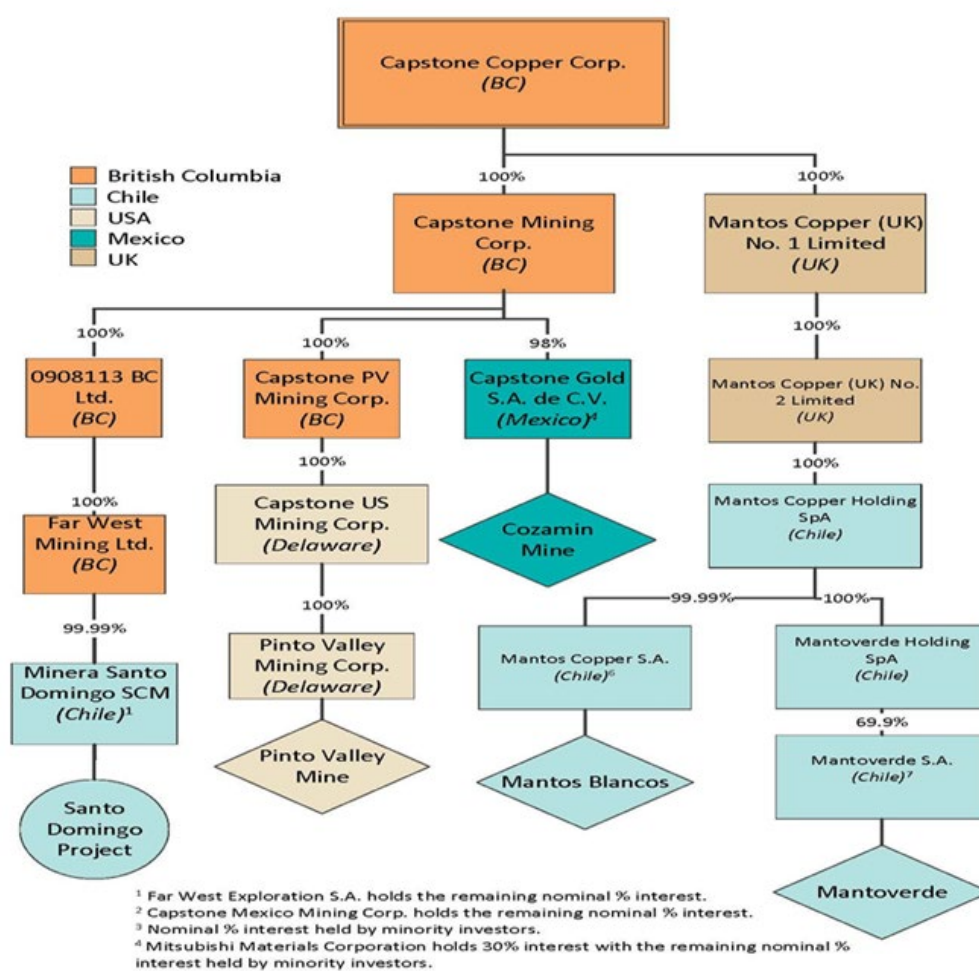 Capstone Copper Corp.
(BC)
British Columbia
Chile
USA
Mexico
UK
100%
100%
Capstone Mining
Corp.
(BC)
Mantos Copper (UK)
No. 1 Limited
(UK)
100%
100%
98%
100%
0908113 BC
Ltd.
(BC)
Capstone PV
Mining Corp.
(BC)
Capstone Gold
S.A. de C.V.
(Mexico)⁴
Mantos Copper (UK) No.
2 Limited
(UK)
100%
100%
100%
Far West
Mining Ltd.
(BC)
Capstone US
Mining Corp.
(Delaware)
Cozamin
Mine
Mantos Copper Holding
SpA
(Chile)
99.99%
100%
99.99%
100%
Minera Santo
Domingo SCM
(Chile)¹
Pinto Valley
Mining Corp.
(Delaware)
Mantos Copper S.A.
(Chile)⁶
Mantoverde Holding
SpA
(Chile)
69.9%
Pinto Valley
Mine
Mantos Blancos
Mantoverde S.A.
(Chile)⁷
Santo
Domingo
Project
Mantoverde
¹ Far West Exploration S.A. holds the remaining nominal % interest.
² Capstone Mexico Mining Corp. holds the remaining nominal % interest.
³ Nominal % interest held by minority investors.
⁴ Mitsubishi Materials Corporation holds 30% interest with the remaining nominal %
interest held by minority investors.